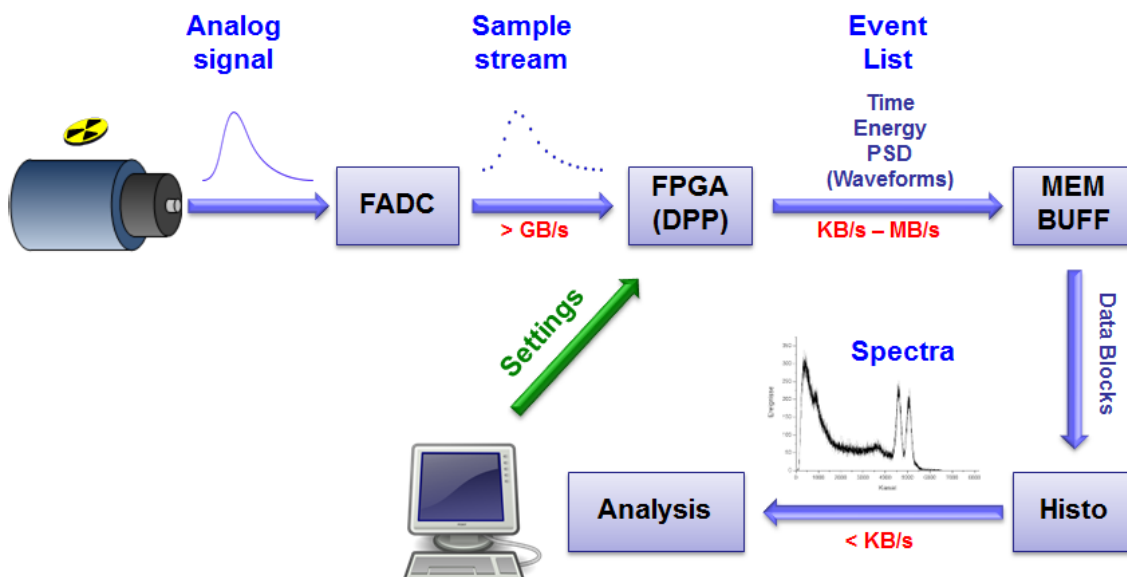 Analog
signal
Sample
stream
Event
List
Time
Energy
PSD
(Waveforms)
FADC
> GB/s
FPGA
(DPP)
KB/s – MB/s
MEM
BUFF
Settings
Data Blocks
Spectra
Analysis
< KB/s
Histo